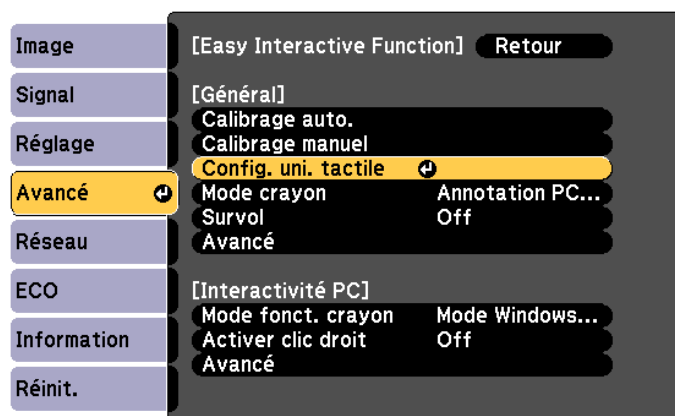 Image
Signal
Réglage
Avancé
Réseau
ECO
Information
Réinit.
[Easy Interactive Function] Retour
[Général]
Calibrage auto.
Calibrage manuel
Config. uni. tactile
Mode crayon Annotation PC...
Survol Off
Avancé
[Interactivité PC]
Mode fonct. crayon Mode Windows...
Activer clic droit Off
Avancé